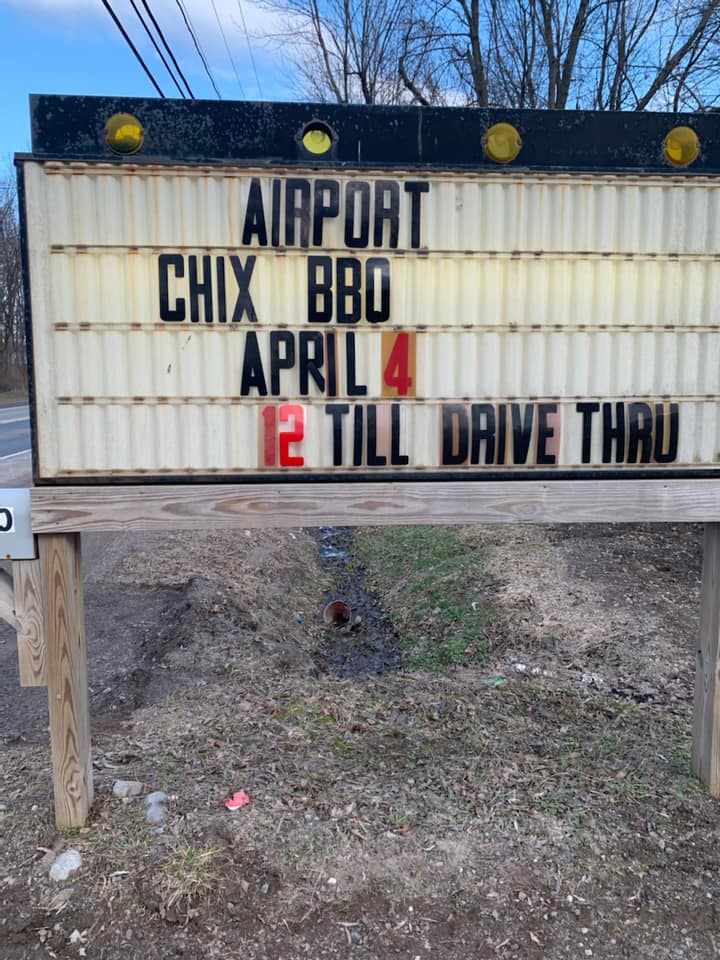 AIRPORT
CHIX BBQ
APRIL 4
12 TILL DRIVE THRU